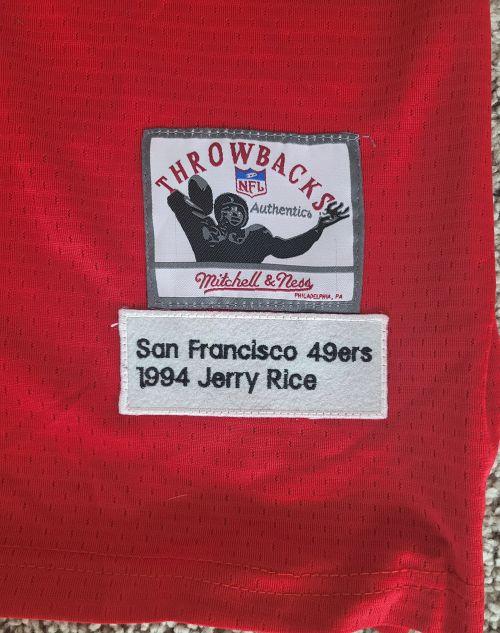 THROWBACKS
NFL
Authentics
Mitchell & Ness
PHILADELPHIA, PA
San Francisco 49ers
1994 Jerry Rice